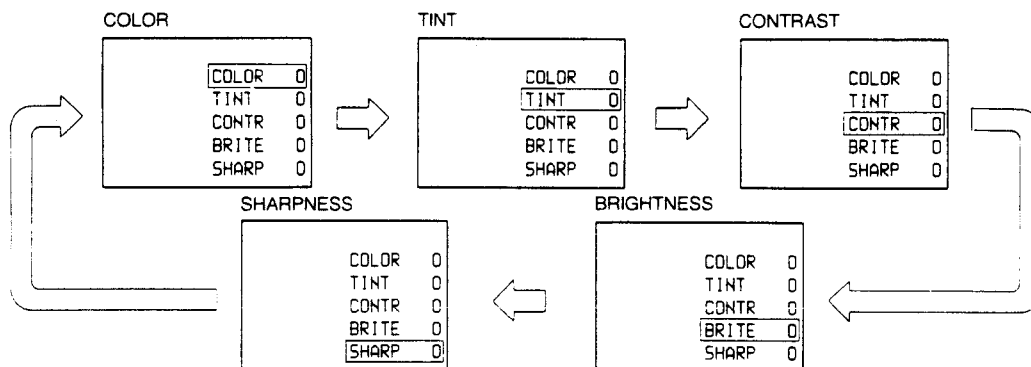 COLOR
COLOR 0
TINT 0
CONTR 0
BRITE 0
SHARP 0
TINT
COLOR 0
TINT 0
CONTR 0
BRITE 0
SHARP 0
CONTRAST
COLOR 0
TINT 0
CONTR 0
BRITE 0
SHARP 0
SHARPNESS
COLOR 0
TINT 0
CONTR 0
BRITE 0
SHARP 0
BRIGHTNESS
COLOR 0
TINT 0
CONTR 0
BRITE 0
SHARP 0